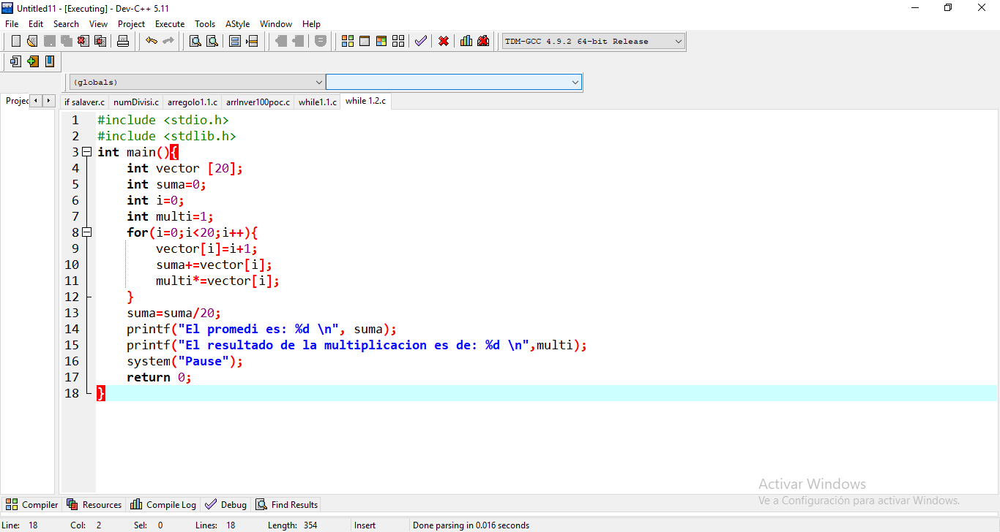 Untitled11 - [Executing] - Dev-C++ 5.11
File Edit Search View Project Execute Tools AStyle Window Help
TDM-GCC 4.9.2 64-bit Release
(globals)
Projec if salaver.c numDivisi.c arregolo1.1.c arrInver100poc.c while1.1.c while 1.2.c
1 #include <stdio.h>
2 #include <stdlib.h>
3 int main(){
4 int vector [20];
5 int suma=0;
6 int i=0;
7 int multi=1;
8 for(i=0;i<20;i++){
9 vector[i]=i+1;
10 suma+=vector[i];
11 multi*=vector[i];
12 }
13 suma=suma/20;
14 printf("El promedi es: %d \n", suma);
15 printf("El resultado de la multiplicacion es de: %d \n",multi);
16 system("Pause");
17 return 0;
18 }
Activar Windows
Ve a Configuración para activar Windows.
Compiler Resources Compile Log Debug Find Results
Line: 18 Col: 2 Sel: 0 Lines: 18 Length: 354 Insert Done parsing in 0.016 seconds